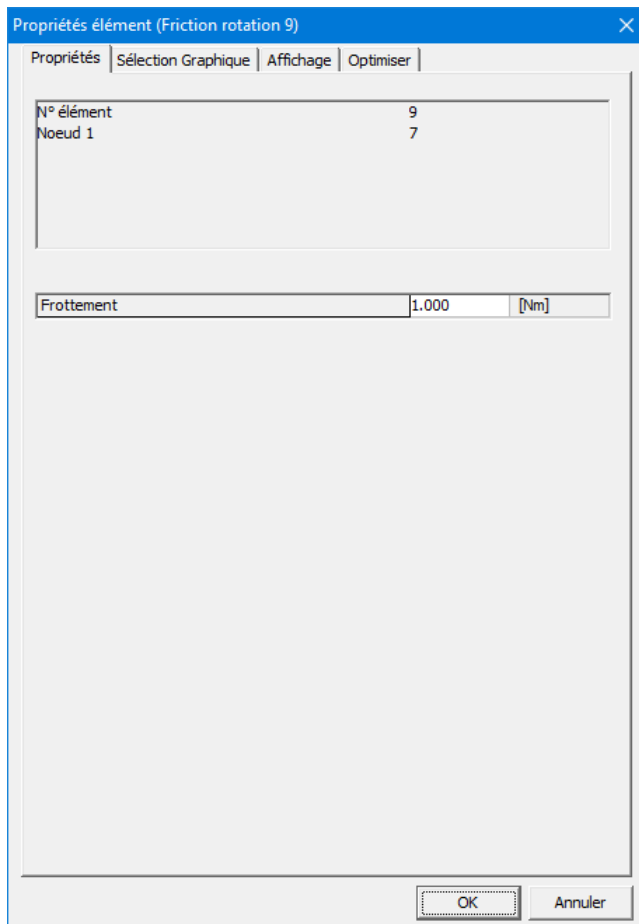 Propriétés élément (Friction rotation 9)
Propriétés Sélection Graphique Affichage Optimiser
N° élément 9
Noeud 1 7
Frottement 1.000 [Nm]
OK Annuler